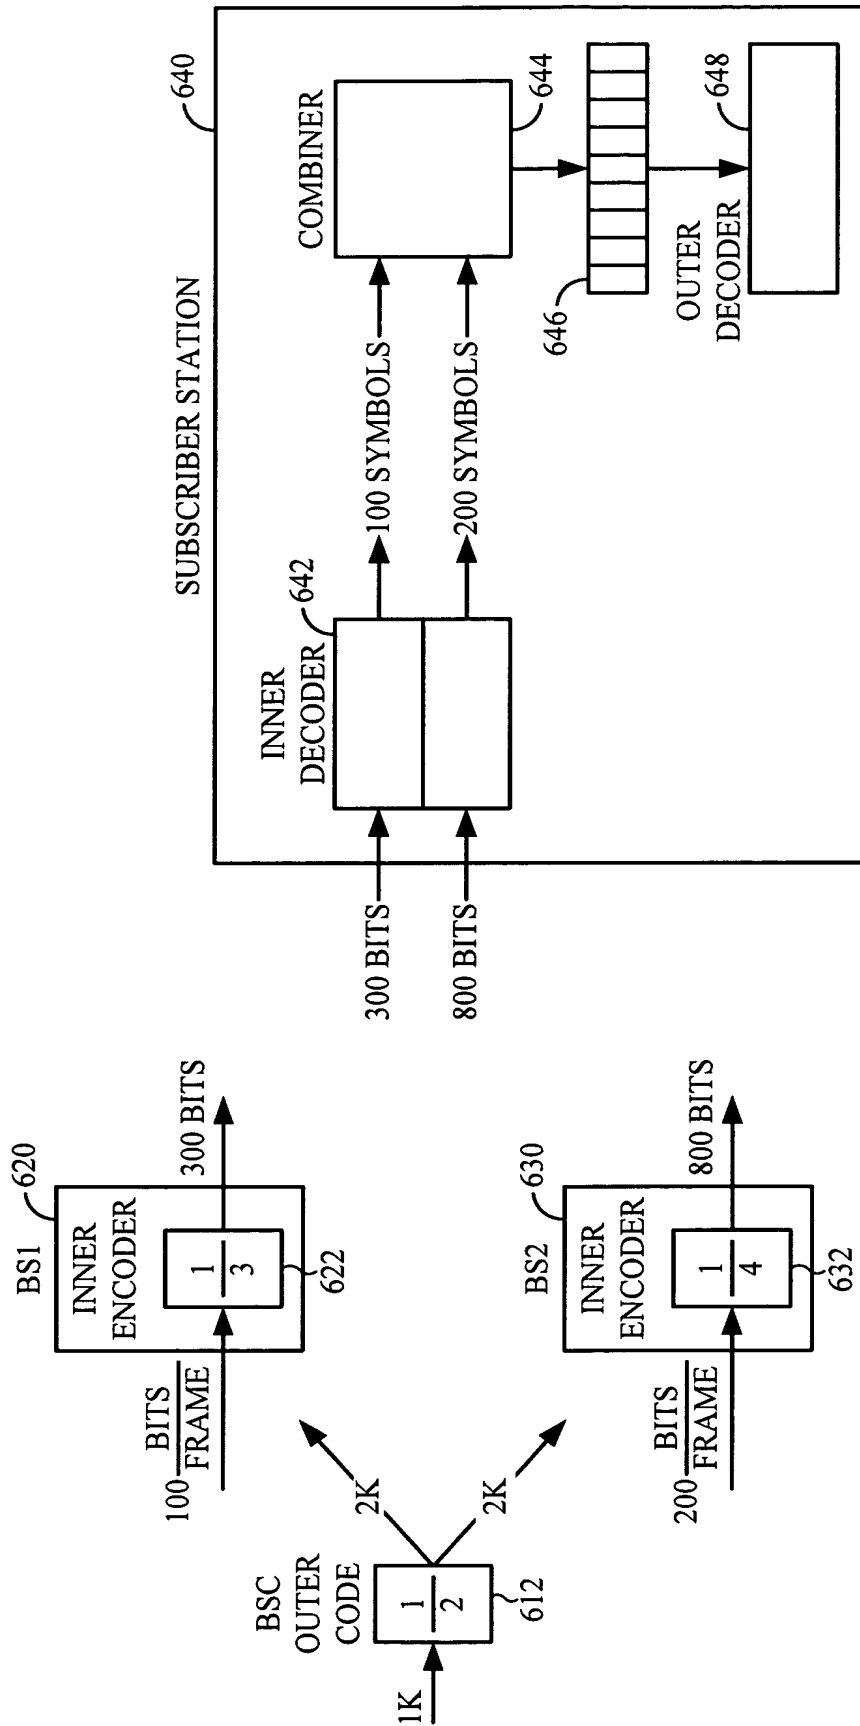 1K
BSC
OUTER
CODE
1
2
612
2K
2K
BS1
620
INNER
ENCODER
1
3
622
100 BITS
FRAME
300 BITS
BS2
630
INNER
ENCODER
1
4
632
200 BITS
FRAME
800 BITS
SUBSCRIBER STATION
640
300 BITS
800 BITS
INNER
DECODER
642
100 SYMBOLS
200 SYMBOLS
COMBINER
644
646
OUTER
DECODER
648